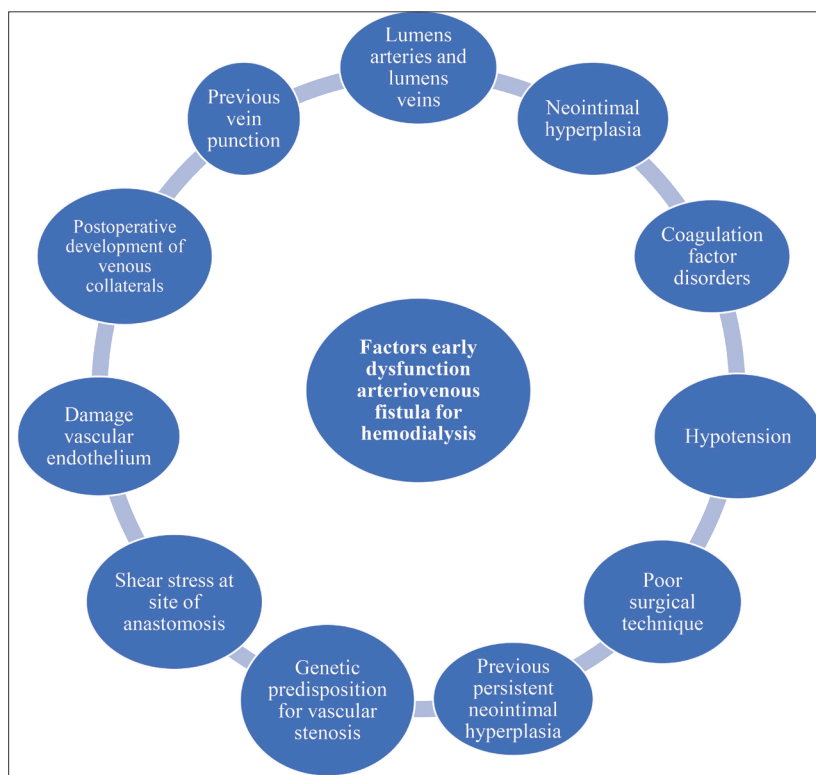 Lumens
arteries and
lumens
veins
Neointimal
hyperplasia
Coagulation
factor
disorders
Hypotension
Poor
surgical
technique
Previous
persistent
neointimal
hyperplasia
Genetic
predisposition
for vascular
stenosis
Shear stress at
site of
anastomosis
Damage
vascular
endothelium
Postoperative
development of
venous
collaterals
Previous
vein
punction
Factors early
dysfunction
arteriovenous
fistula for
hemodialysis